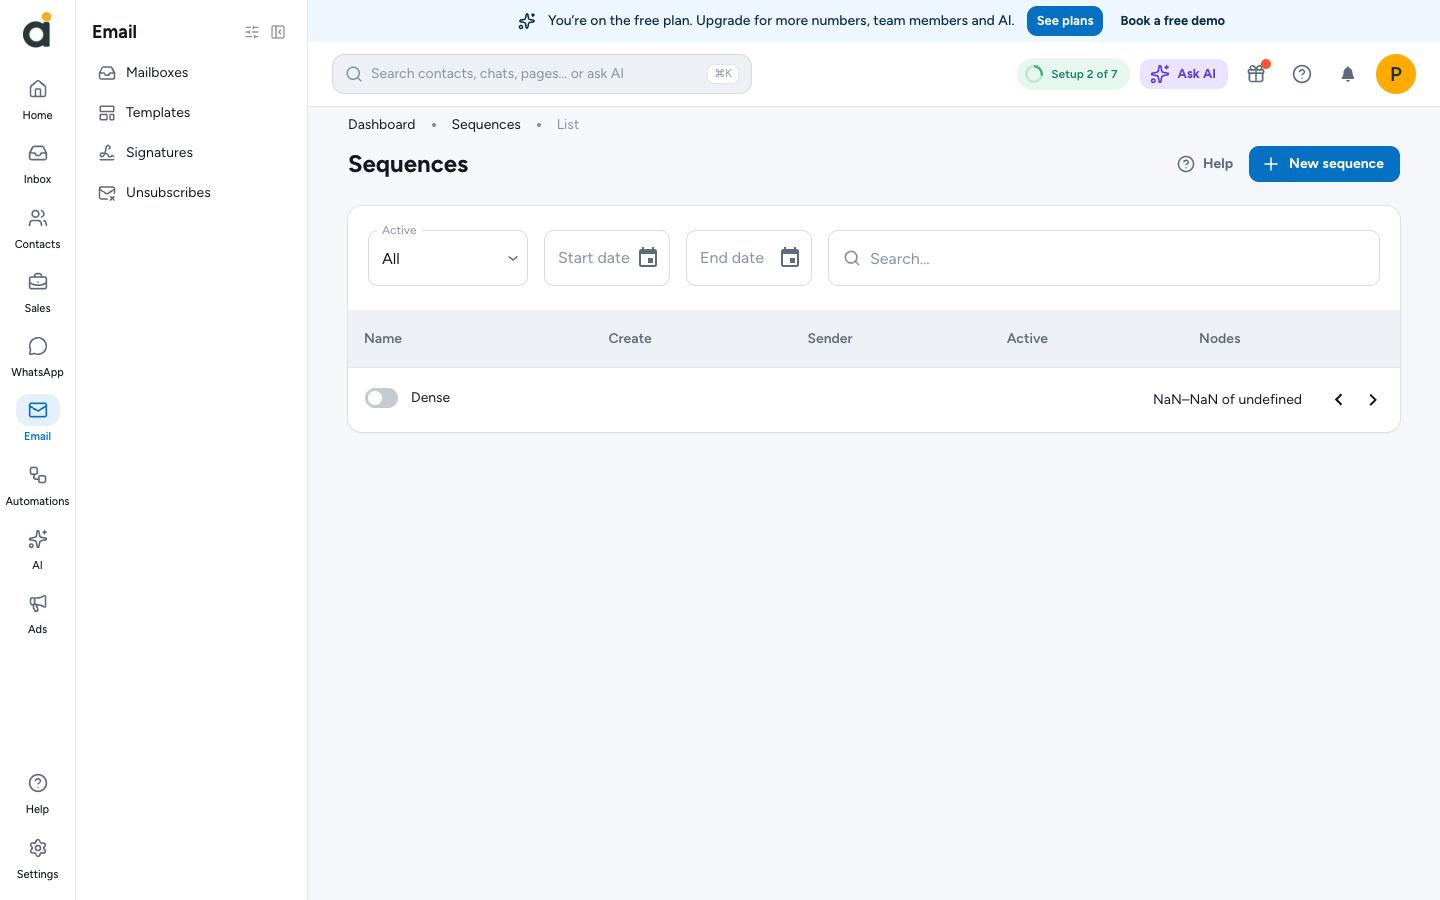 You're on the free plan. Upgrade for more numbers, team members and AI. See plans Book a free demo
Email
Search contacts, chats, pages... or ask AI ⌘K
Setup 2 of 7
Ask AI
P
Home
Inbox
Contacts
Sales
WhatsApp
Email
Automations
AI
Ads
Help
Settings
Mailboxes
Templates
Signatures
Unsubscribes
Dashboard • Sequences • List
Sequences
Help
New sequence
Active
All
Start date
End date
Search...
Name Create Sender Active Nodes
Dense
NaN–NaN of undefined